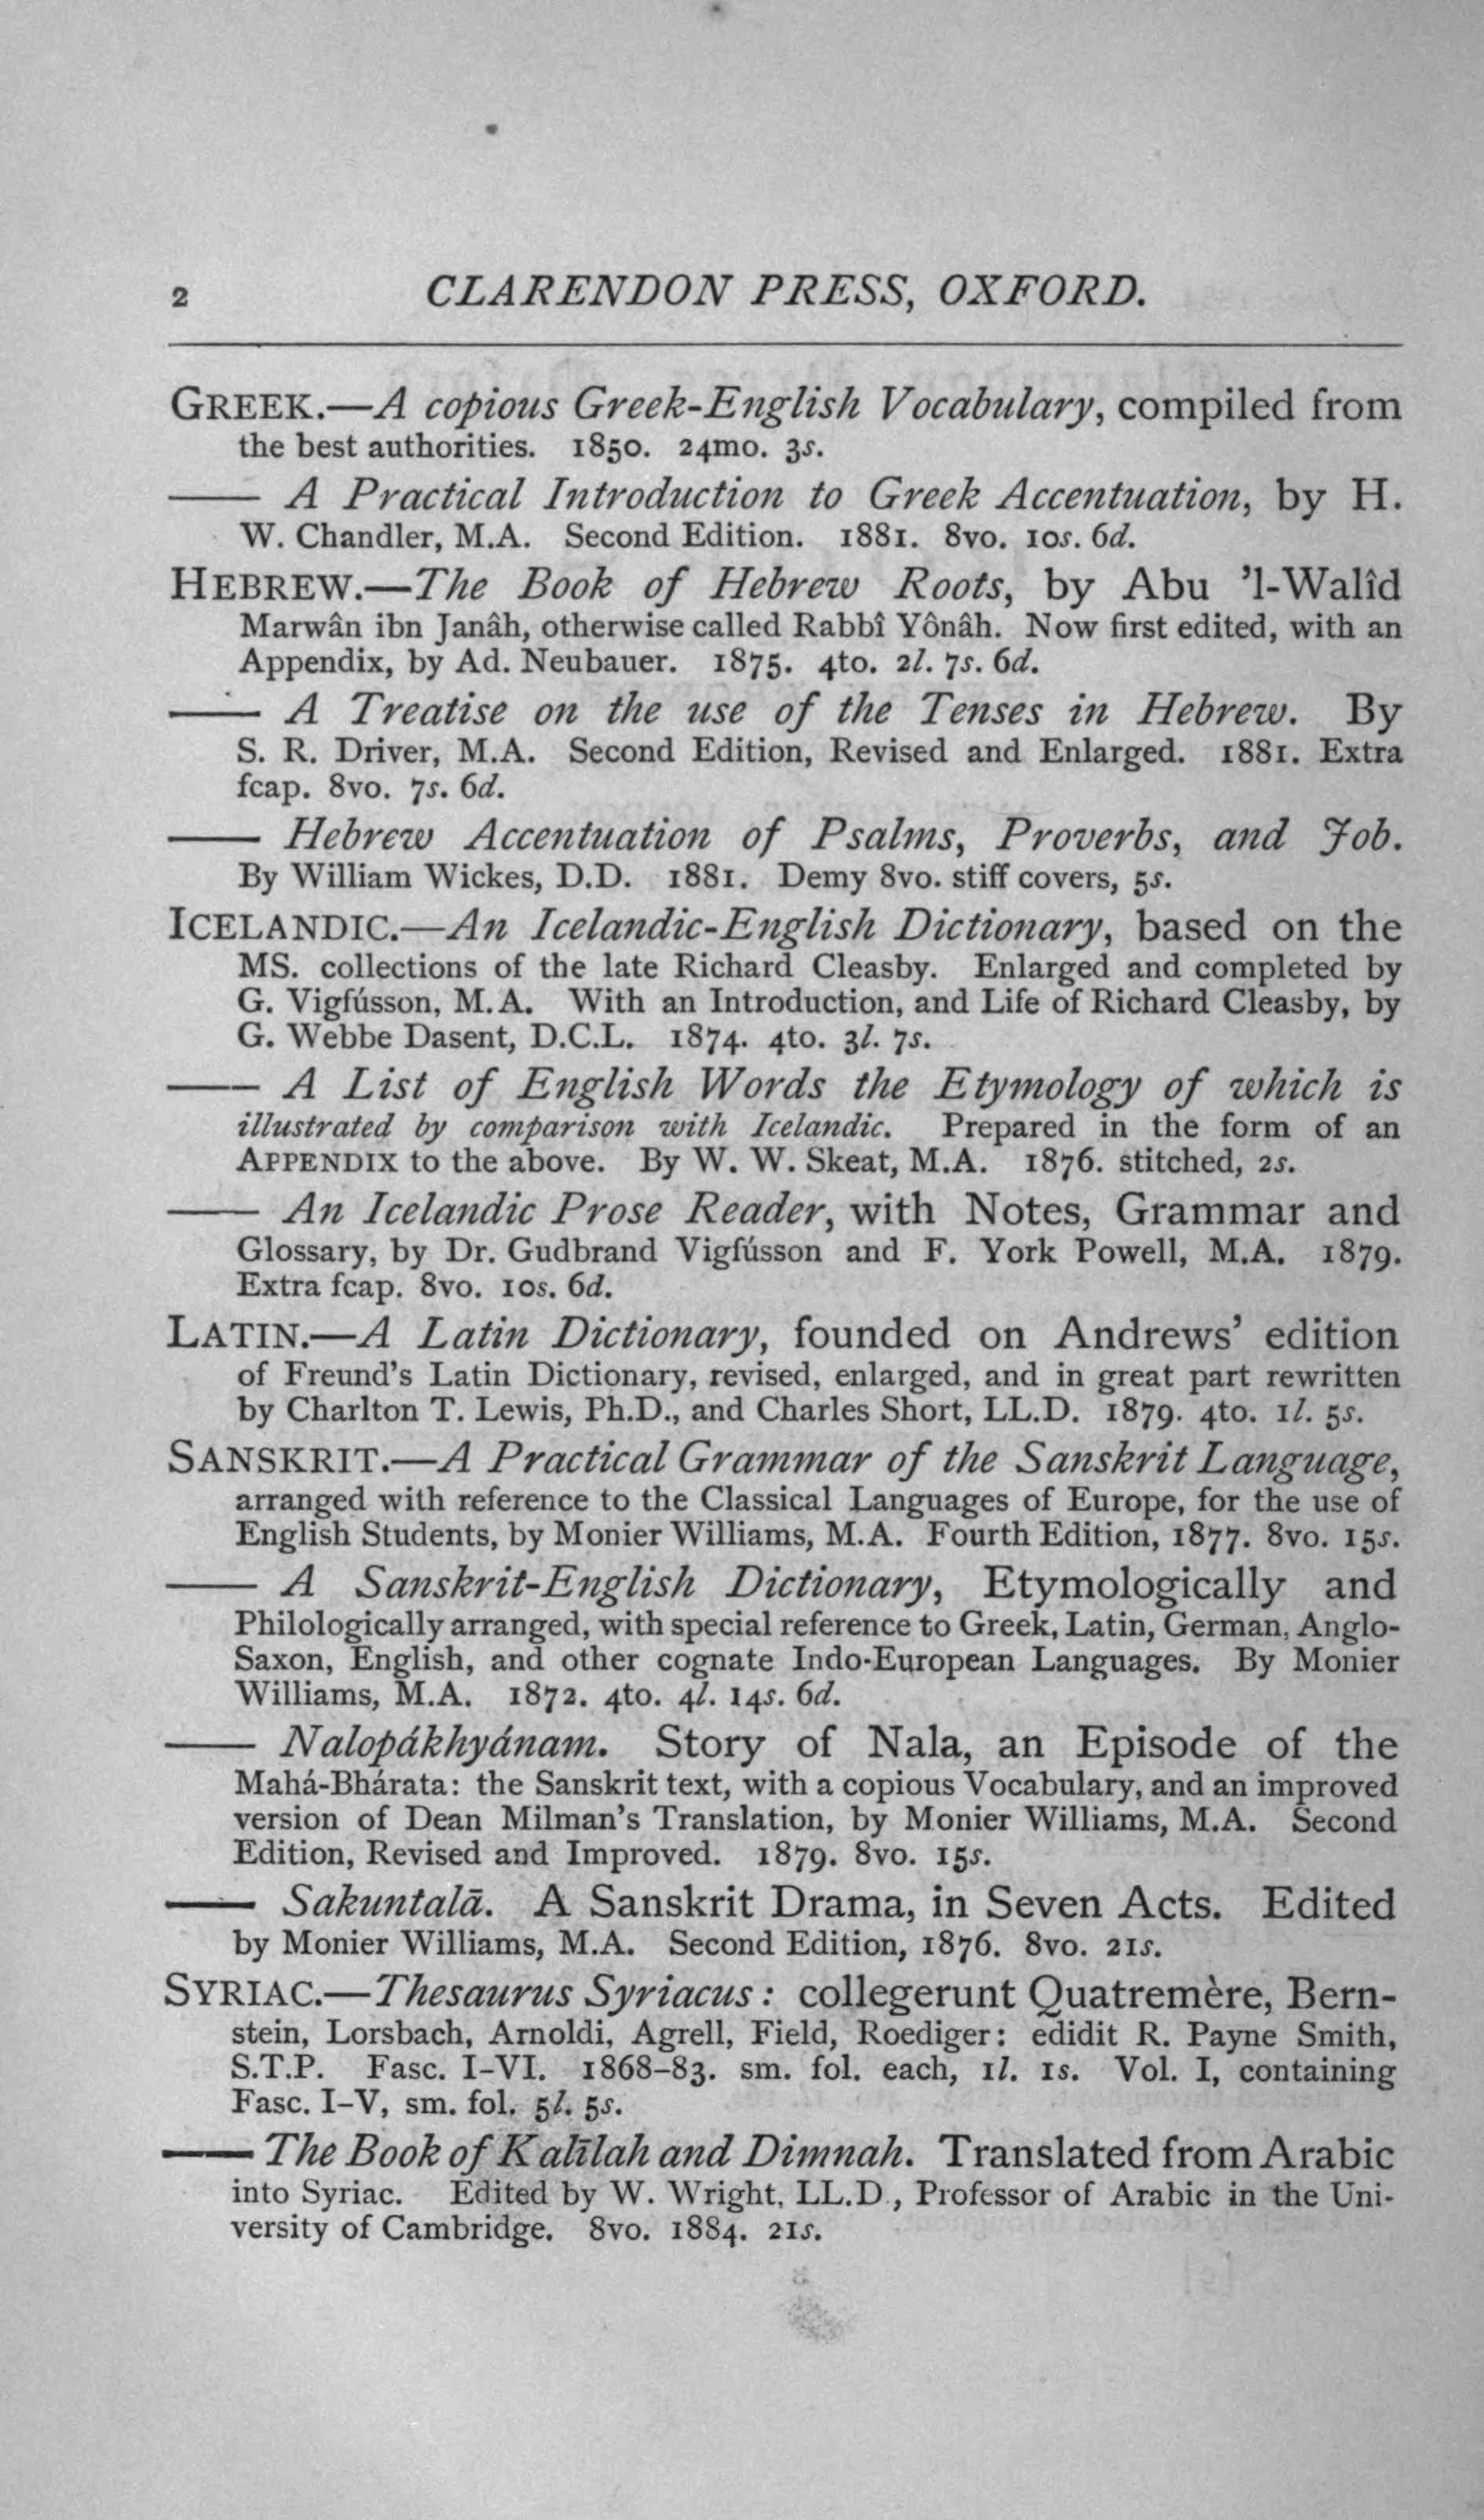 2 CLARENDON PRESS, OXFORD.
GREEK.—A copious Greek-English Vocabulary, compiled from
the best authorities. 1850. 24mo. 3s.
—— A Practical Introduction to Greek Accentuation, by H.
W. Chandler, M.A. Second Edition. 1881. 8vo. 10s. 6d.
HEBREW.—The Book of Hebrew Roots, by Abu 'l-Walîd
Marwân ibn Janâh, otherwise called Rabbî Yônâh. Now first edited, with an
Appendix, by Ad. Neubauer. 1875. 4to. 2l. 7s. 6d.
—— A Treatise on the use of the Tenses in Hebrew. By
S. R. Driver, M.A. Second Edition, Revised and Enlarged. 1881. Extra
fcap. 8vo. 7s. 6d.
—— Hebrew Accentuation of Psalms, Proverbs, and Job.
By William Wickes, D.D. 1881. Demy 8vo. stiff covers, 5s.
ICELANDIC.—An Icelandic-English Dictionary, based on the
MS. collections of the late Richard Cleasby. Enlarged and completed by
G. Vigfússon, M.A. With an Introduction, and Life of Richard Cleasby, by
G. Webbe Dasent, D.C.L. 1874. 4to. 3l. 7s.
—— A List of English Words the Etymology of which is
illustrated by comparison with Icelandic. Prepared in the form of an
APPENDIX to the above. By W. W. Skeat, M.A. 1876. stitched, 2s.
—— An Icelandic Prose Reader, with Notes, Grammar and
Glossary, by Dr. Gudbrand Vigfússon and F. York Powell, M.A. 1879.
Extra fcap. 8vo. 10s. 6d.
LATIN.—A Latin Dictionary, founded on Andrews' edition
of Freund's Latin Dictionary, revised, enlarged, and in great part rewritten
by Charlton T. Lewis, Ph.D., and Charles Short, LL.D. 1879. 4to. 1l. 5s.
SANSKRIT.—A Practical Grammar of the Sanskrit Language,
arranged with reference to the Classical Languages of Europe, for the use of
English Students, by Monier Williams, M.A. Fourth Edition, 1877. 8vo. 15s.
—— A Sanskrit-English Dictionary, Etymologically and
Philologically arranged, with special reference to Greek, Latin, German, Anglo-
Saxon, English, and other cognate Indo-European Languages. By Monier
Williams, M.A. 1872. 4to. 4l. 14s. 6d.
—— Nalopákhyánam. Story of Nala, an Episode of the
Mahá-Bhárata: the Sanskrit text, with a copious Vocabulary, and an improved
version of Dean Milman's Translation, by Monier Williams, M.A. Second
Edition, Revised and Improved. 1879. 8vo. 15s.
—— Sakuntalā. A Sanskrit Drama, in Seven Acts. Edited
by Monier Williams, M.A. Second Edition, 1876. 8vo. 21s.
SYRIAC.—Thesaurus Syriacus: collegerunt Quatremère, Bern-
stein, Lorsbach, Arnoldi, Agrell, Field, Roediger: edidit R. Payne Smith,
S.T.P. Fasc. I-VI. 1868-83. sm. fol. each, 1l. 1s. Vol. I, containing
Fasc. I-V, sm. fol. 5l. 5s.
—— The Book of Kalīlah and Dimnah. Translated from Arabic
into Syriac. Edited by W. Wright, LL.D., Professor of Arabic in the Uni-
versity of Cambridge. 8vo. 1884. 21s.